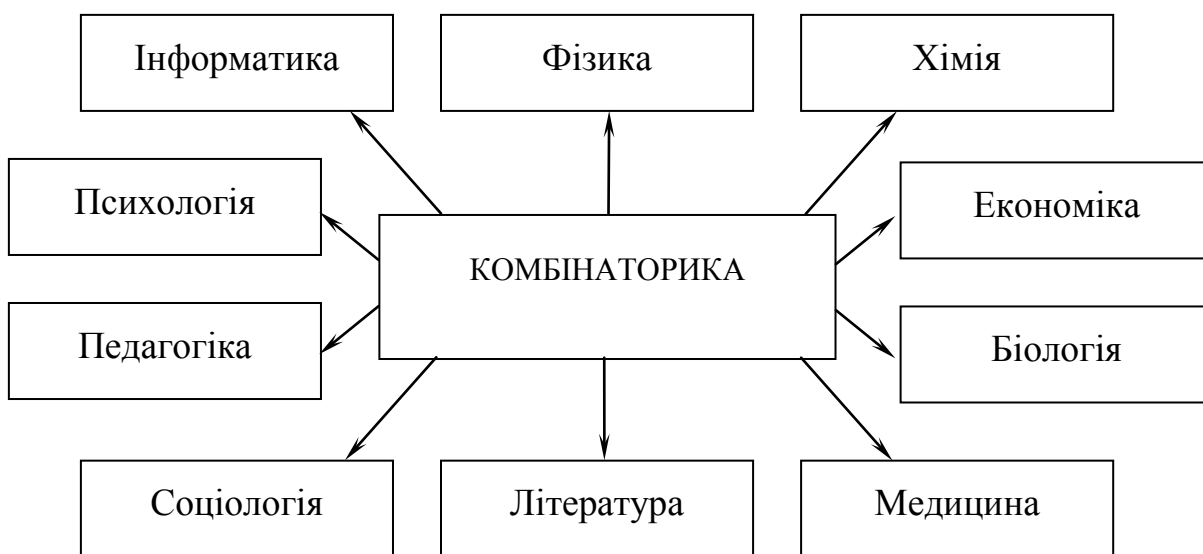 Інформатика
Фізика
Хімія
Психологія
Економіка
КОМБІНАТОРИКА
Педагогіка
Біологія
Соціологія
Література
Медицина